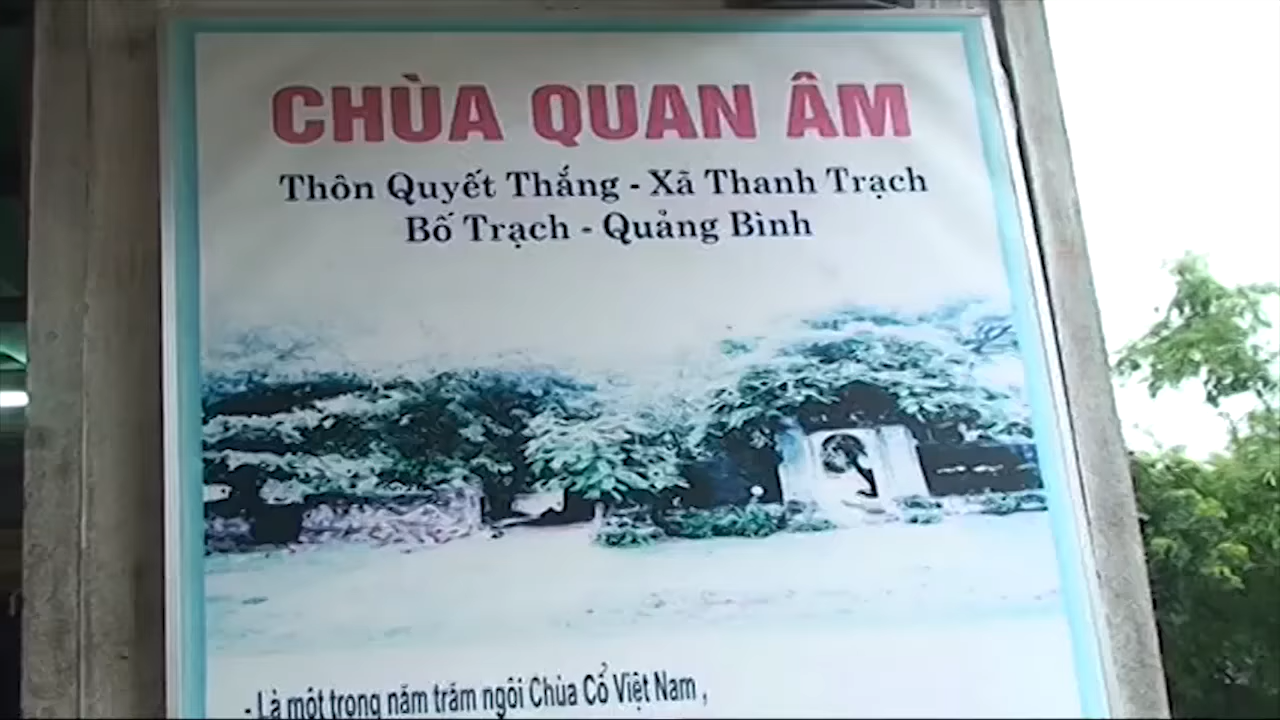 CHÙA QUAN ÂM
Thôn Quyết Thắng - Xã Thanh Trạch
Bố Trạch - Quảng Bình
- Là một trong năm trăm ngôi Chùa Cổ Việt Nam ,